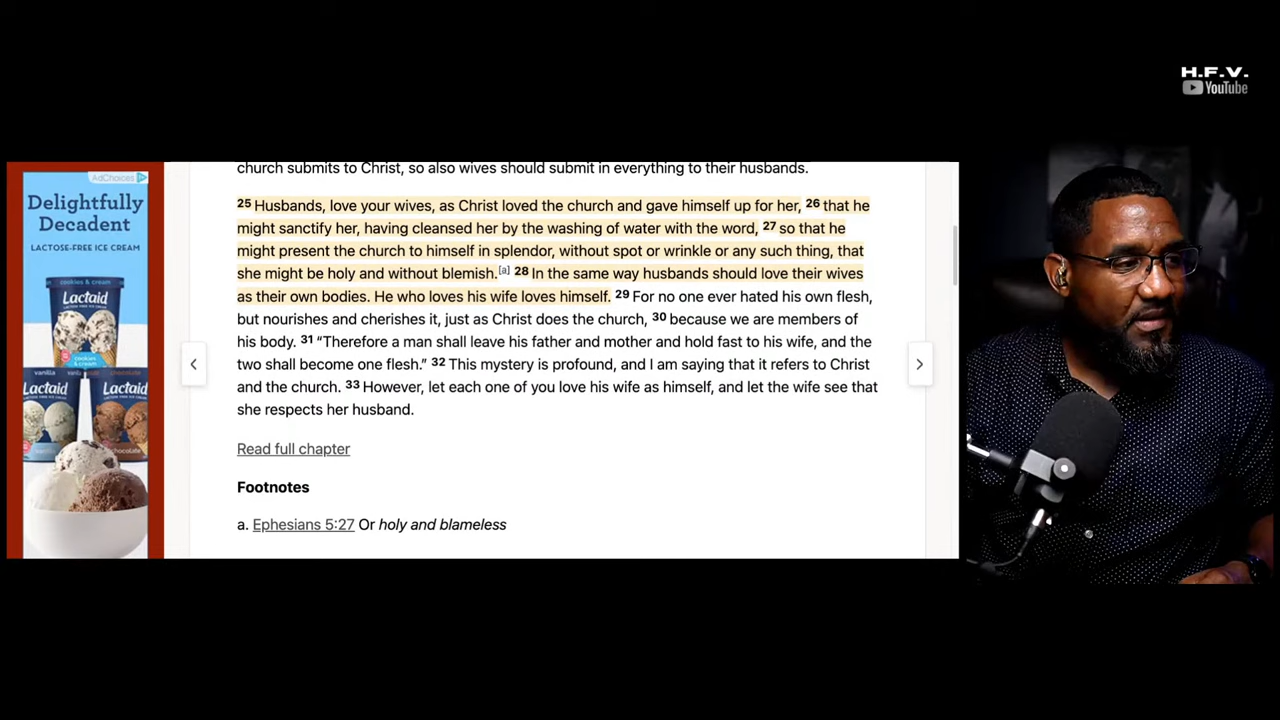 H.F.V.
YouTube
AdChoices
Delightfully
Decadent
LACTOSE-FREE ICE CREAM
cookies & cream
Lactaid
cookies &
cream
vanilla
chocolate
Lactaid
Lactaid
vanilla
chocolate
church submits to Christ, so also wives should submit in everything to their husbands.
25 Husbands, love your wives, as Christ loved the church and gave himself up for her, 26 that he
might sanctify her, having cleansed her by the washing of water with the word, 27 so that he
might present the church to himself in splendor, without spot or wrinkle or any such thing, that
she might be holy and without blemish.[a] 28 In the same way husbands should love their wives
as their own bodies. He who loves his wife loves himself. 29 For no one ever hated his own flesh,
but nourishes and cherishes it, just as Christ does the church, 30 because we are members of
his body. 31 “Therefore a man shall leave his father and mother and hold fast to his wife, and the
two shall become one flesh.” 32 This mystery is profound, and I am saying that it refers to Christ
and the church. 33 However, let each one of you love his wife as himself, and let the wife see that
she respects her husband.
Read full chapter
Footnotes
a. Ephesians 5:27 Or holy and blameless